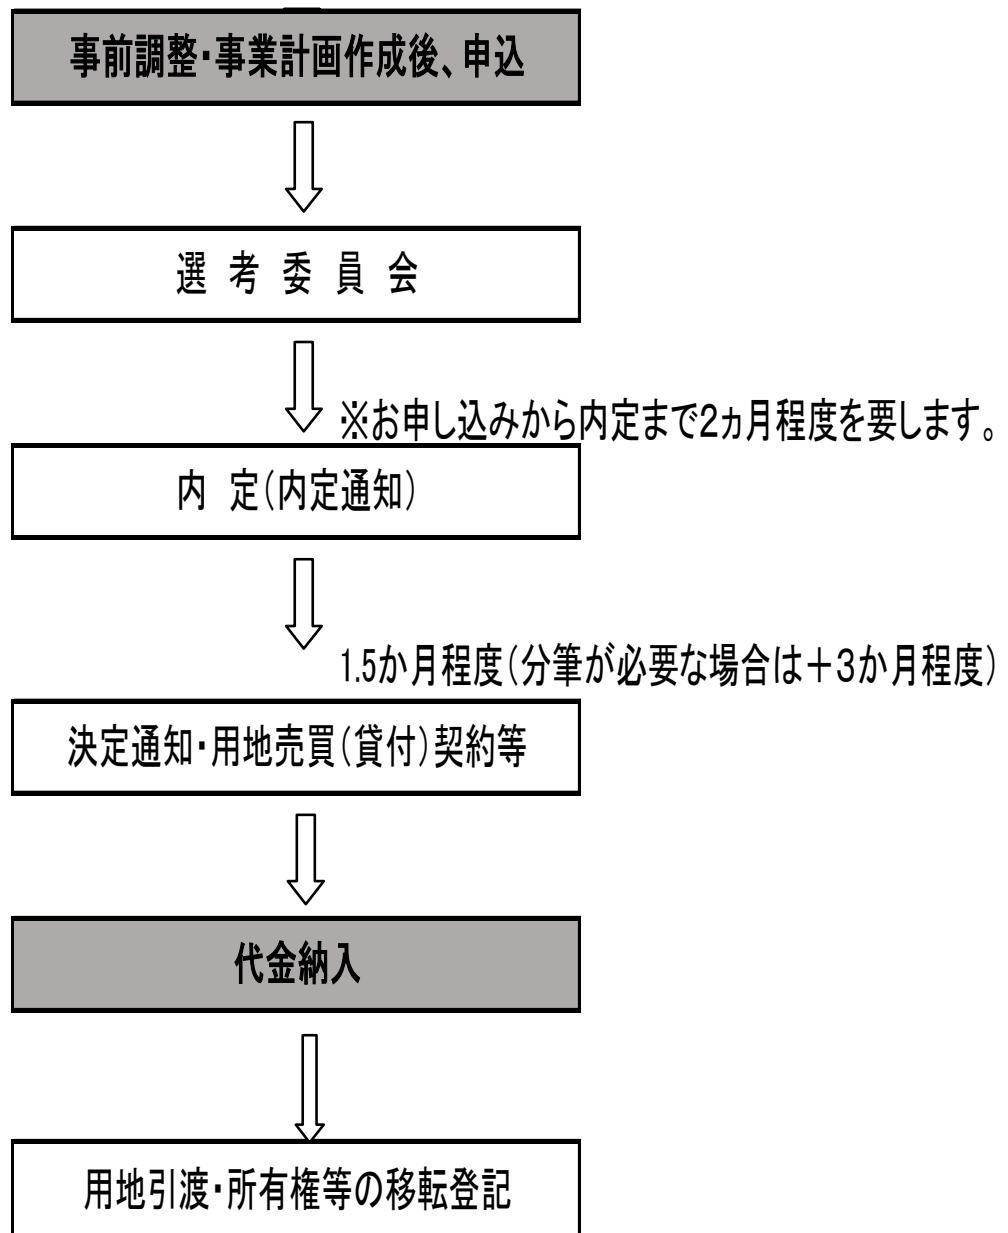 事前調整・事業計画作成後、申込
選 考 委 員 会
※お申し込みから内定まで2ヵ月程度を要します。
内 定(内定通知)
1.5か月程度(分筆が必要な場合は＋3か月程度)
決定通知・用地売買(貸付)契約等
代金納入
用地引渡・所有権等の移転登記